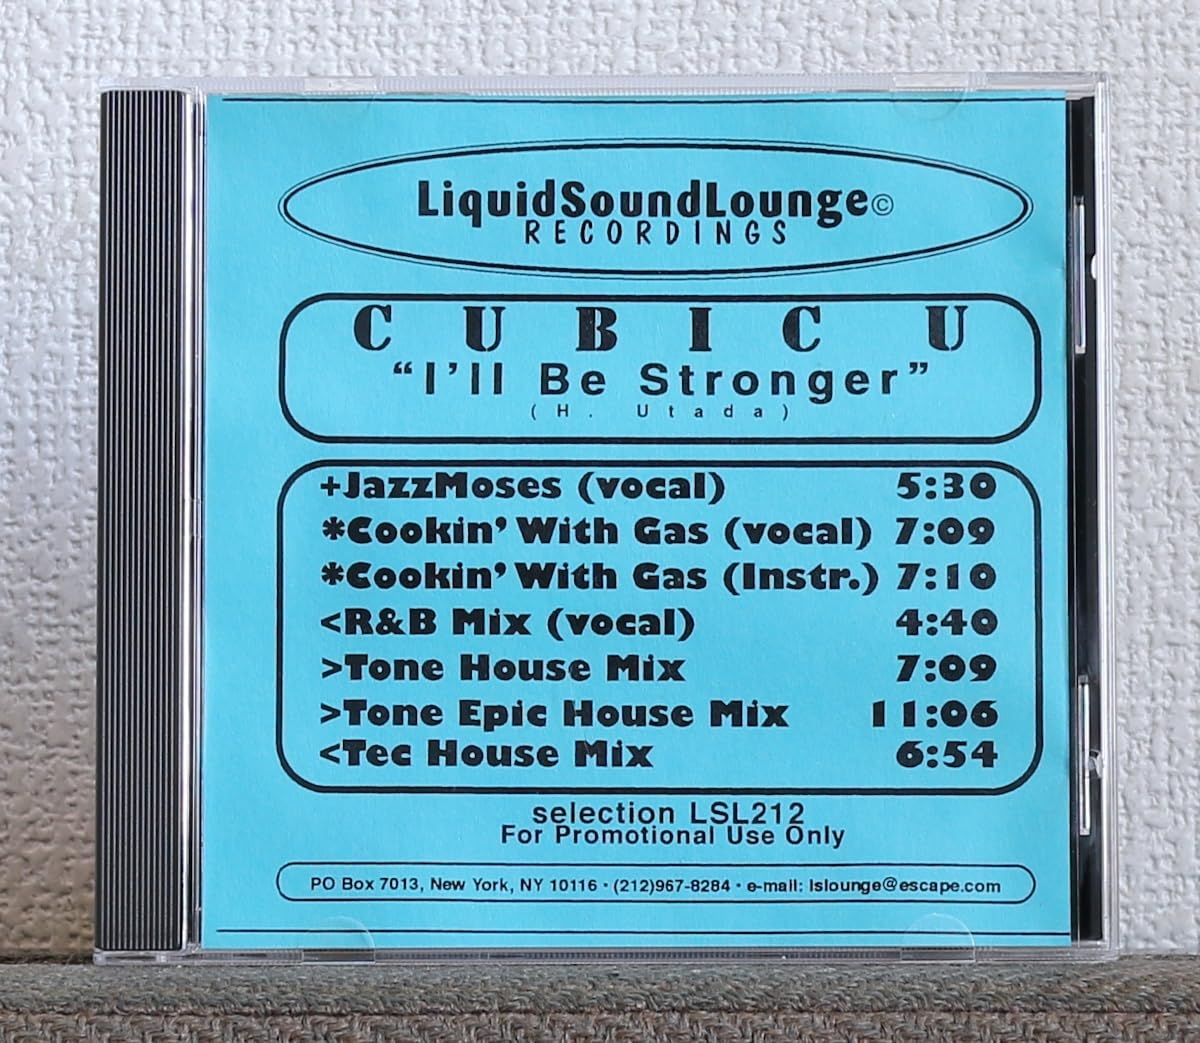 LiquidSoundLounge©
RECORDINGS
CUBIC U
“I’ll Be Stronger”
(H. Utada)
+JazzMoses (vocal) 5:30
*Cookin’ With Gas (vocal) 7:09
*Cookin’ With Gas (Instr.) 7:10
<R&B Mix (vocal) 4:40
>Tone House Mix 7:09
>Tone Epic House Mix 11:06
<Tec House Mix 6:54
selection LSL212
For Promotional Use Only
PO Box 7013, New York, NY 10116 · (212)967-8284 · e-mail: lslounge@escape.com